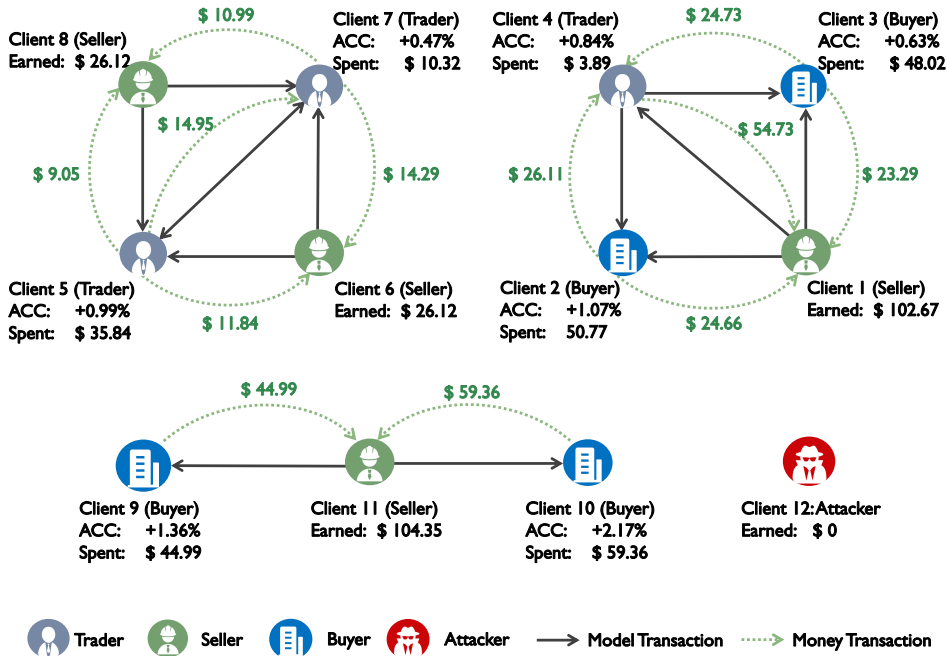 $ 10.99
Client 8 (Seller)
Earned: $ 26.12
Client 7 (Trader)
ACC: +0.47%
Spent: $ 10.32
$ 14.95
$ 9.05
$ 14.29
Client 5 (Trader)
ACC: +0.99%
Spent: $ 35.84
$ 11.84
Client 6 (Seller)
Earned: $ 26.12
Client 4 (Trader)
ACC: +0.84%
Spent: $ 3.89
$ 24.73
Client 3 (Buyer)
ACC: +0.63%
Spent: $ 48.02
$ 54.73
$ 26.11
$ 23.29
Client 2 (Buyer)
ACC: +1.07%
Spent: 50.77
$ 24.66
Client 1 (Seller)
Earned: $ 102.67
$ 44.99
$ 59.36
Client 9 (Buyer)
ACC: +1.36%
Spent: $ 44.99
Client 11 (Seller)
Earned: $ 104.35
Client 10 (Buyer)
ACC: +2.17%
Spent: $ 59.36
Client 12:Attacker
Earned: $ 0
Trader
Seller
Buyer
Attacker
Model Transaction
Money Transaction